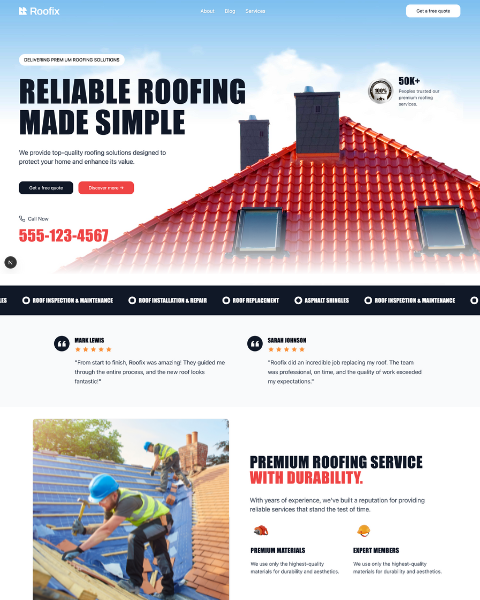 Roofix
About Blog Services
Get a free quote
DELIVERING PREMIUM ROOFING SOLUTIONS
RELIABLE ROOFING
MADE SIMPLE
50K+
Peoples trusted our
premium roofing
services.
100%
We provide top-quality roofing solutions designed to
protect your home and enhance its value.
Get a free quote
Discover more →
Call Now
555-123-4567
N
LES ROOF INSPECTION & MAINTENANCE ROOF INSTALLATION & REPAIR ROOF REPLACEMENT ASPHALT SHINGLES ROOF INSPECTION & MAINTENANCE
MARK LEWIS
★★★★★
"From start to finish, Roofix was amazing! They guided me
through the entire process, and the new roof looks
fantastic!"
SARAH JOHNSON
★★★★★
"Roofix did an incredible job replacing my roof. The team
was professional, on time, and the quality of work exceeded
my expectations."
PREMIUM ROOFING SERVICE
WITH DURABILITY.
With years of experience, we've built a reputation for providing
reliable services that stand the test of time.
PREMIUM MATERIALS
We use only the highest-quality
materials for durability and aesthetics.
EXPERT MEMBERS
We use only the highest-quality
materials for durability and aesthetics.